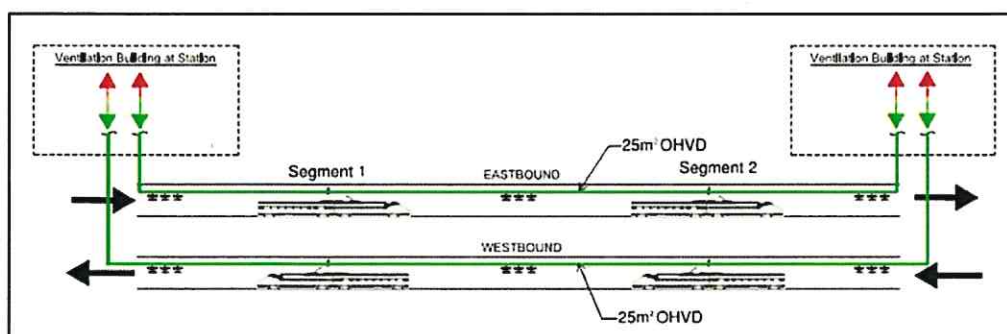 Ventilation Building at Station
Ventilation Building at Station
25m² OHVD
Segment 1
EASTBOUND
Segment 2
WESTBOUND
25m² OHVD